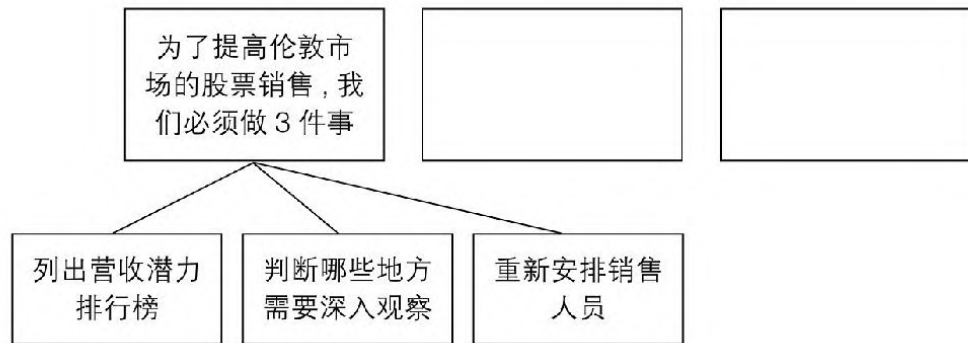 为了提高伦敦市
场的股票销售,我
们必须做3件事
列出营收潜力
排行榜
判断哪些地方
需要深入观察
重新安排销售
人员